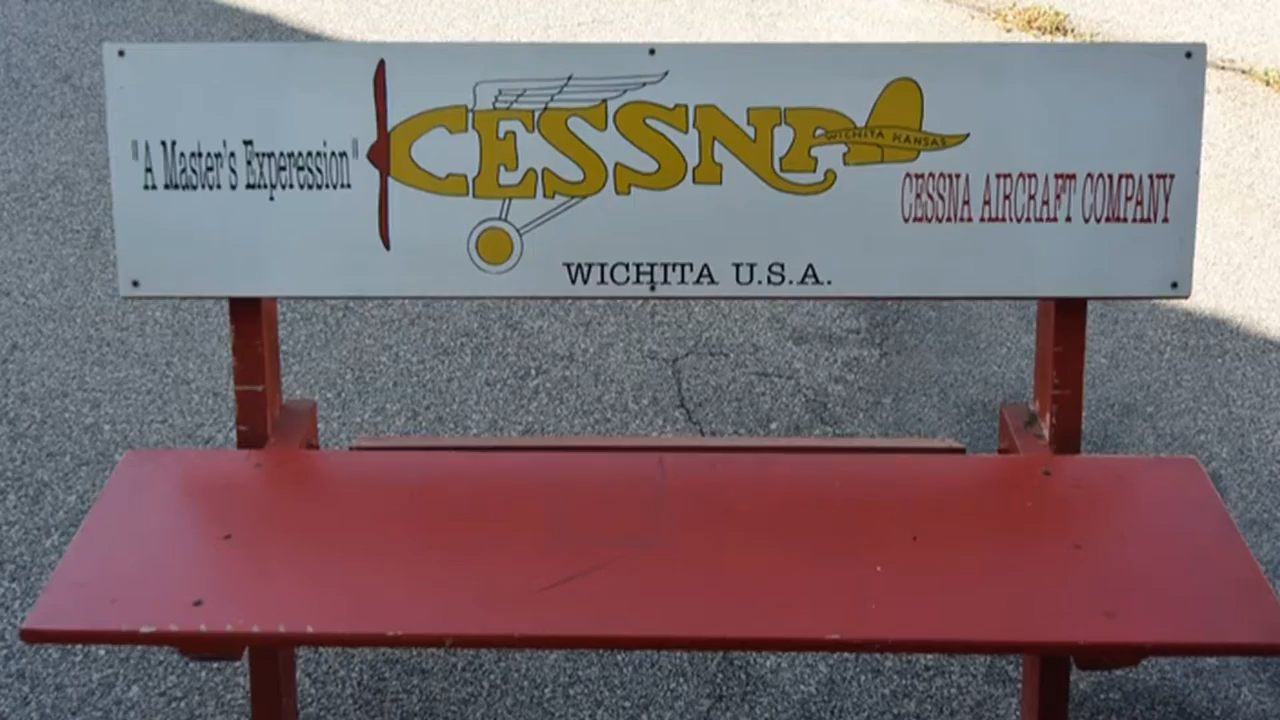 "A Master's Experession"
CESSNA
WICHITA KANSAS
CESSNA AIRCRAFT COMPANY
WICHITA U.S.A.